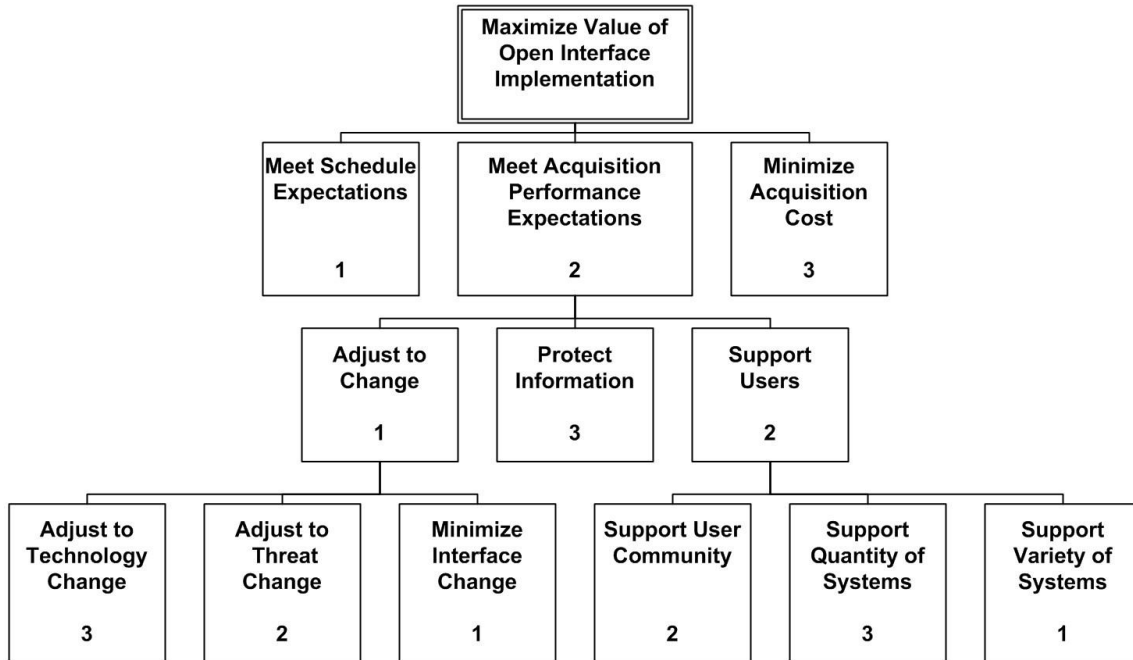 Maximize Value of
Open Interface
Implementation
Meet Schedule
Expectations
1
Meet Acquisition
Performance
Expectations
2
Minimize
Acquisition
Cost
3
Adjust to
Change
1
Protect
Information
3
Support
Users
2
Adjust to
Technology
Change
3
Adjust to
Threat
Change
2
Minimize
Interface
Change
1
Support User
Community
2
Support
Quantity of
Systems
3
Support
Variety of
Systems
1